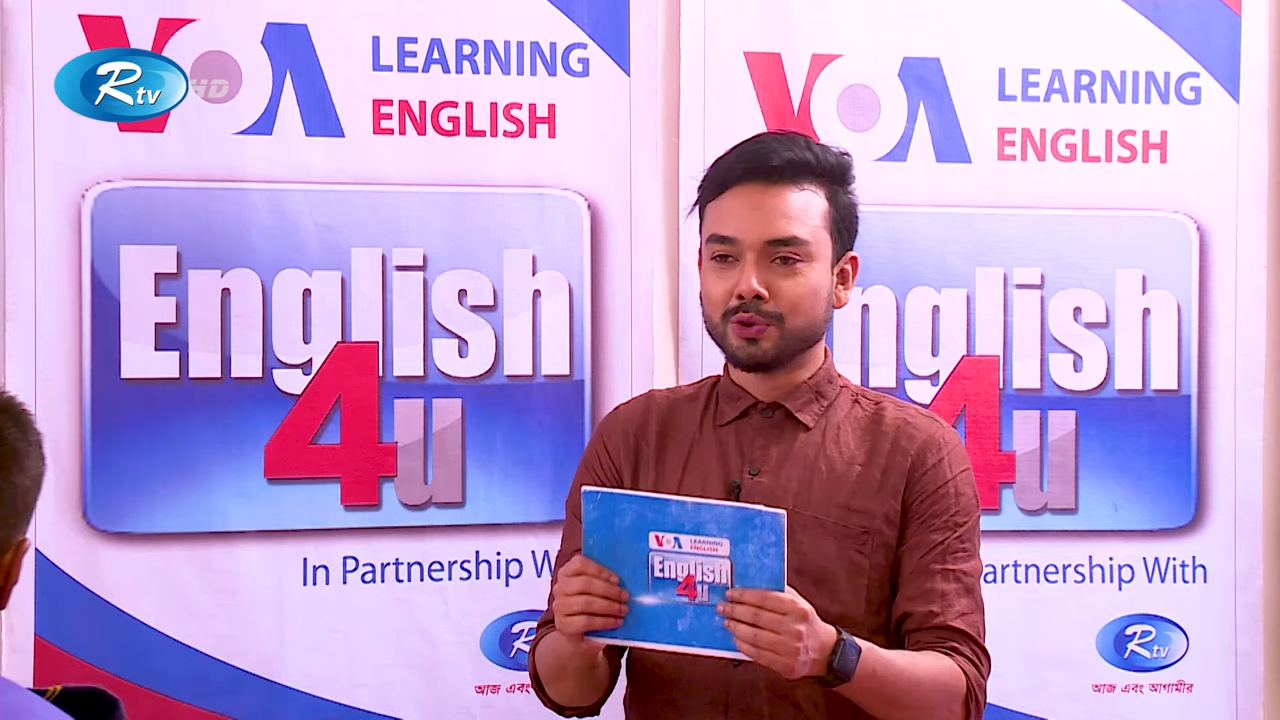 VOA LEARNING
ENGLISH
Rtv HD
English
4u
In Partnership W
Rtv
আজ এবং
VOA LEARNING
ENGLISH
nglish
4u
artnership With
Rtv
আজ এবং আগামীর
VOA LEARNING
ENGLISH
English
4u